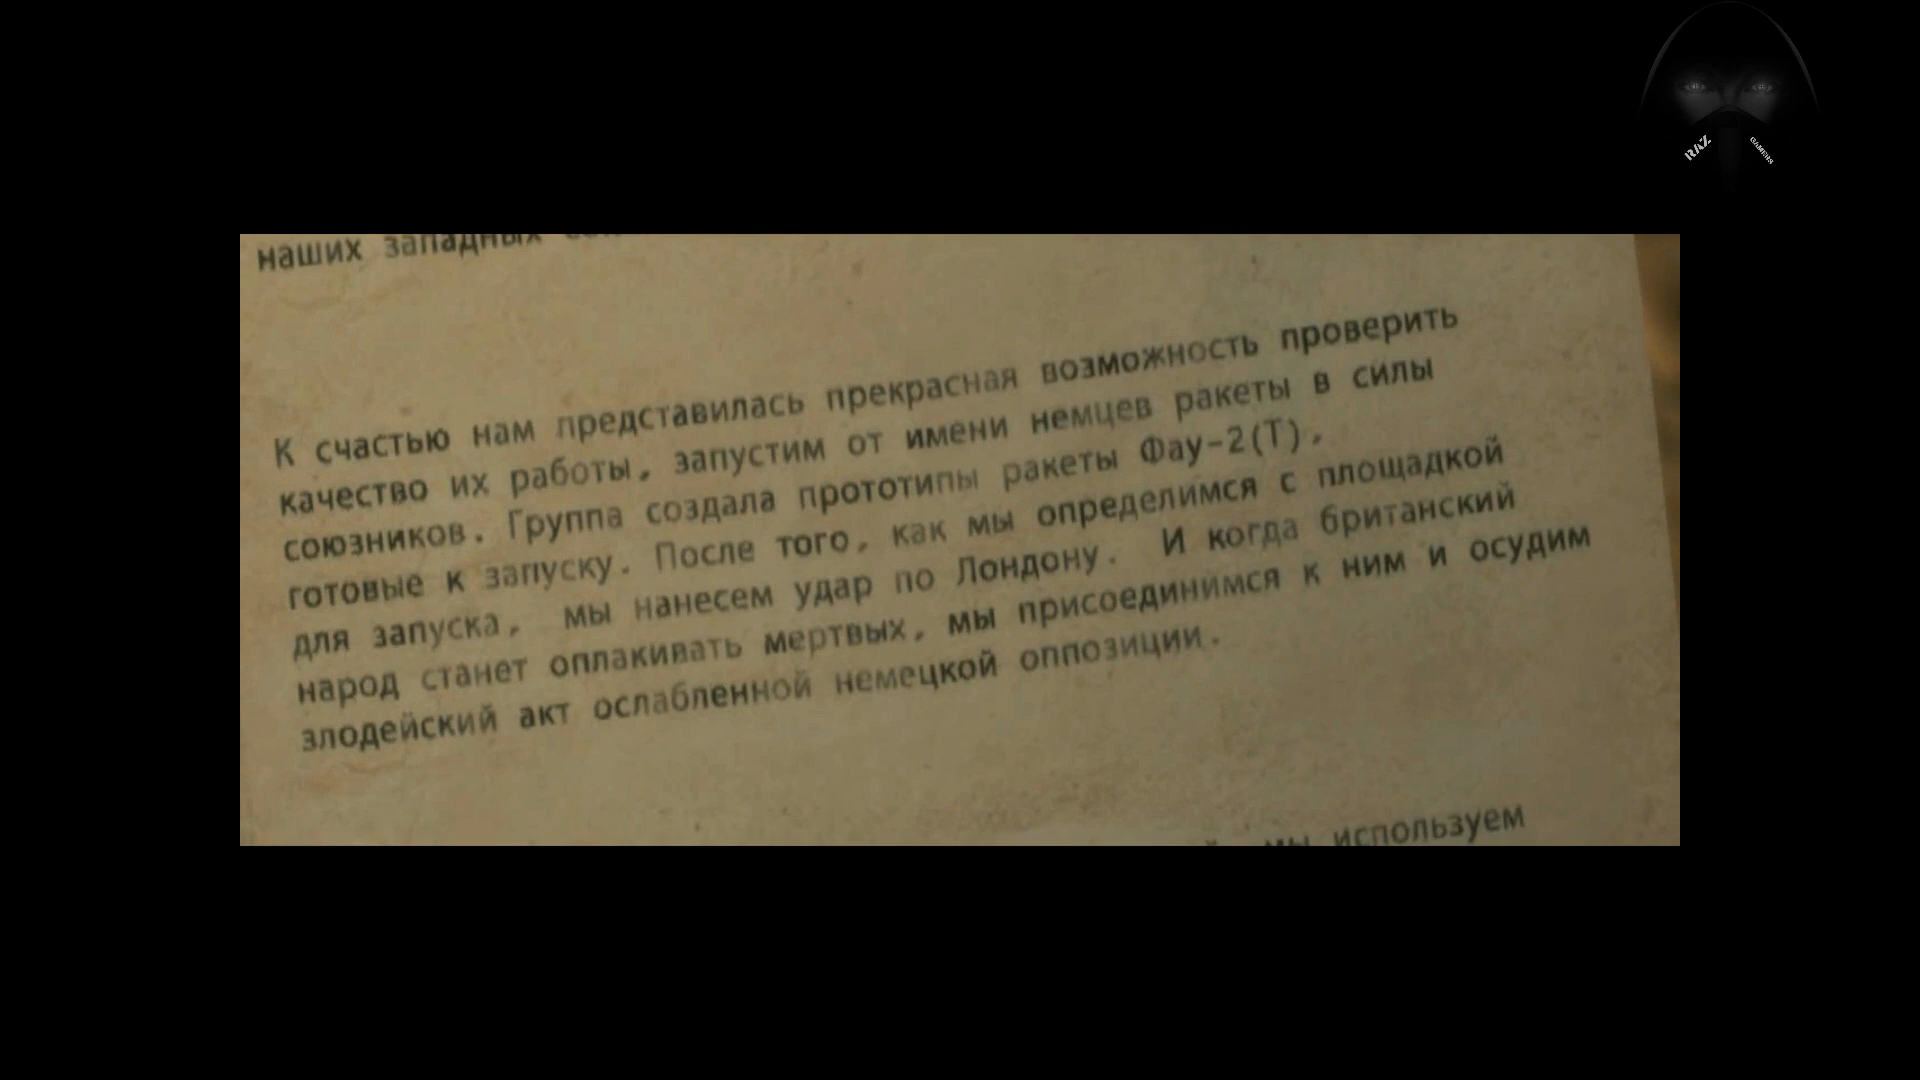 RAZ
GAMERS
наших западных
К счастью нам представилась прекрасная возможность проверить
качество их работы, запустим от имени немцев ракеты в силы
союзников. Группа создала прототипы ракеты Фау-2(Т),
готовые к запуску. После того, как мы определимся с площадкой
для запуска, мы нанесем удар по Лондону. И когда британский
народ станет оплакивать мертвых, мы присоединимся к ним и осудим
злодейский акт ослабленной немецкой оппозиции.
мы используем